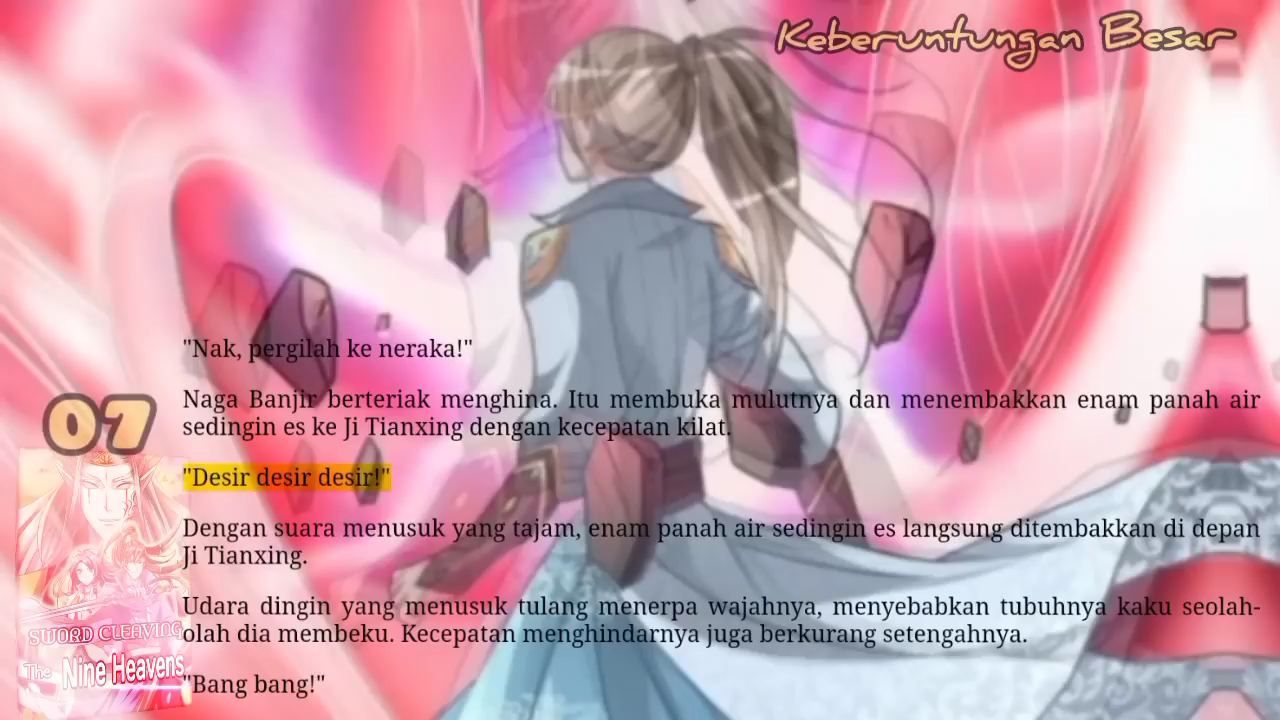 Keberuntungan Besar
"Nak, pergilah ke neraka!"
Naga Banjir berteriak menghina. Itu membuka mulutnya dan menembakkan enam panah air
sedingin es ke Ji Tianxing dengan kecepatan kilat.
07
"Desir desir desir!"
Dengan suara menusuk yang tajam, enam panah air sedingin es langsung ditembakkan di depan
Ji Tianxing.
Udara dingin yang menusuk tulang menerpa wajahnya, menyebabkan tubuhnya kaku seolah-
olah dia membeku. Kecepatan menghindarnya juga berkurang setengahnya.
"Bang bang!"
SWORD CLEAVING
The Nine Heavens